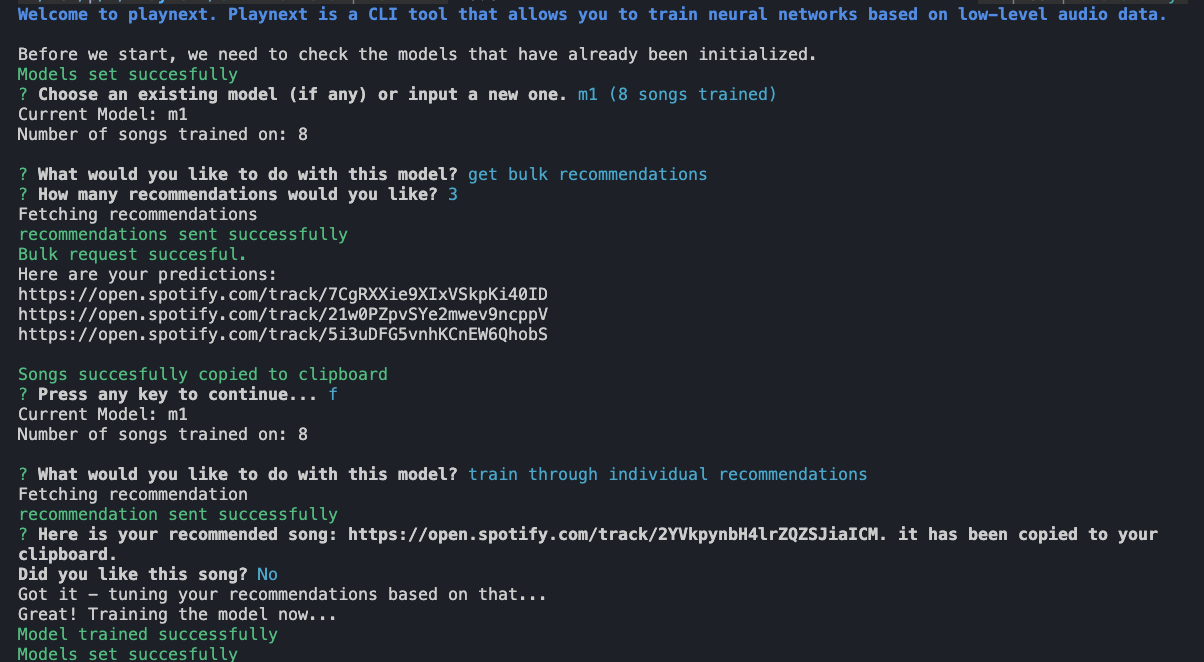 Welcome to playnext. Playnext is a CLI tool that allows you to train neural networks based on low-level audio data.
Before we start, we need to check the models that have already been initialized.
Models set succesfully
? Choose an existing model (if any) or input a new one. m1 (8 songs trained)
Current Model: m1
Number of songs trained on: 8
? What would you like to do with this model? get bulk recommendations
? How many recommendations would you like? 3
Fetching recommendations
recommendations sent successfully
Bulk request succesful.
Here are your predictions:
https://open.spotify.com/track/7CgRXXie9XIxVSkpKi40ID
https://open.spotify.com/track/21w0PZpvSYe2mwev9ncppV
https://open.spotify.com/track/5i3uDFG5vnhKCnEW6QhobS
Songs succesfully copied to clipboard
? Press any key to continue... f
Current Model: m1
Number of songs trained on: 8
? What would you like to do with this model? train through individual recommendations
Fetching recommendation
recommendation sent successfully
? Here is your recommended song: https://open.spotify.com/track/2YVkpynbH4lrZQZSJiaICM. it has been copied to your
clipboard.
Did you like this song? No
Got it – tuning your recommendations based on that...
Great! Training the model now...
Model trained successfully
Models set succesfully